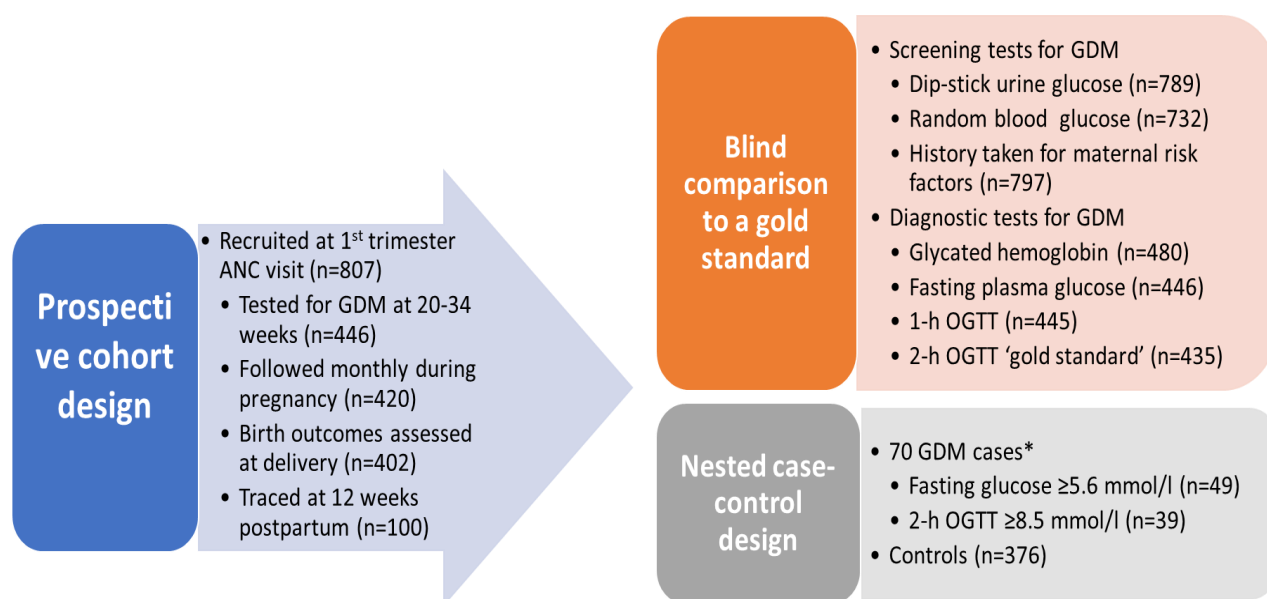 Prospecti
ve cohort
design
• Recruited at 1st trimester
ANC visit (n=807)
• Tested for GDM at 20-34
weeks (n=446)
• Followed monthly during
pregnancy (n=420)
• Birth outcomes assessed
at delivery (n=402)
• Traced at 12 weeks
postpartum (n=100)
Blind
comparison
to a gold
standard
• Screening tests for GDM
• Dip-stick urine glucose (n=789)
• Random blood glucose (n=732)
• History taken for maternal risk
factors (n=797)
• Diagnostic tests for GDM
• Glycated hemoglobin (n=480)
• Fasting plasma glucose (n=446)
• 1-h OGTT (n=445)
• 2-h OGTT ‘gold standard’ (n=435)
Nested case-
control
design
• 70 GDM cases*
• Fasting glucose ≥5.6 mmol/l (n=49)
• 2-h OGTT ≥8.5 mmol/l (n=39)
• Controls (n=376)